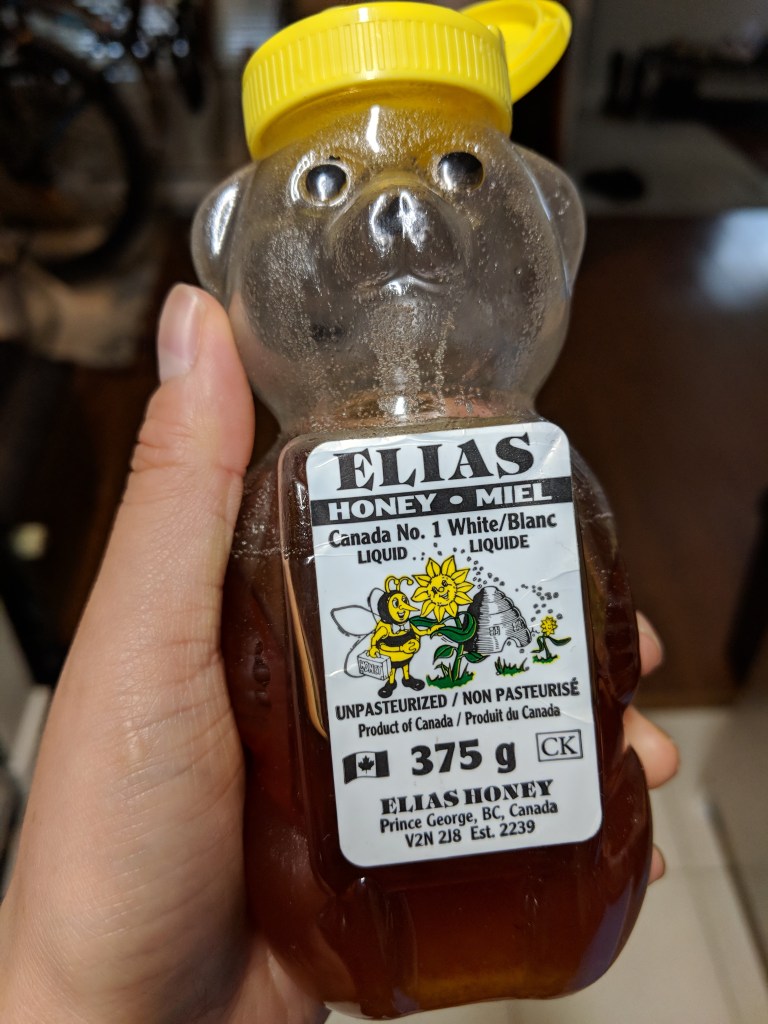 ELIAS
HONEY • MIEL
Canada No. 1 White/Blanc
LIQUID LIQUIDE
UNPASTEURIZED / NON PASTEURISÉ
Product of Canada / Produit du Canada
375 g CK
ELIAS HONEY
Prince George, BC, Canada
V2N 2J8 Est. 2239